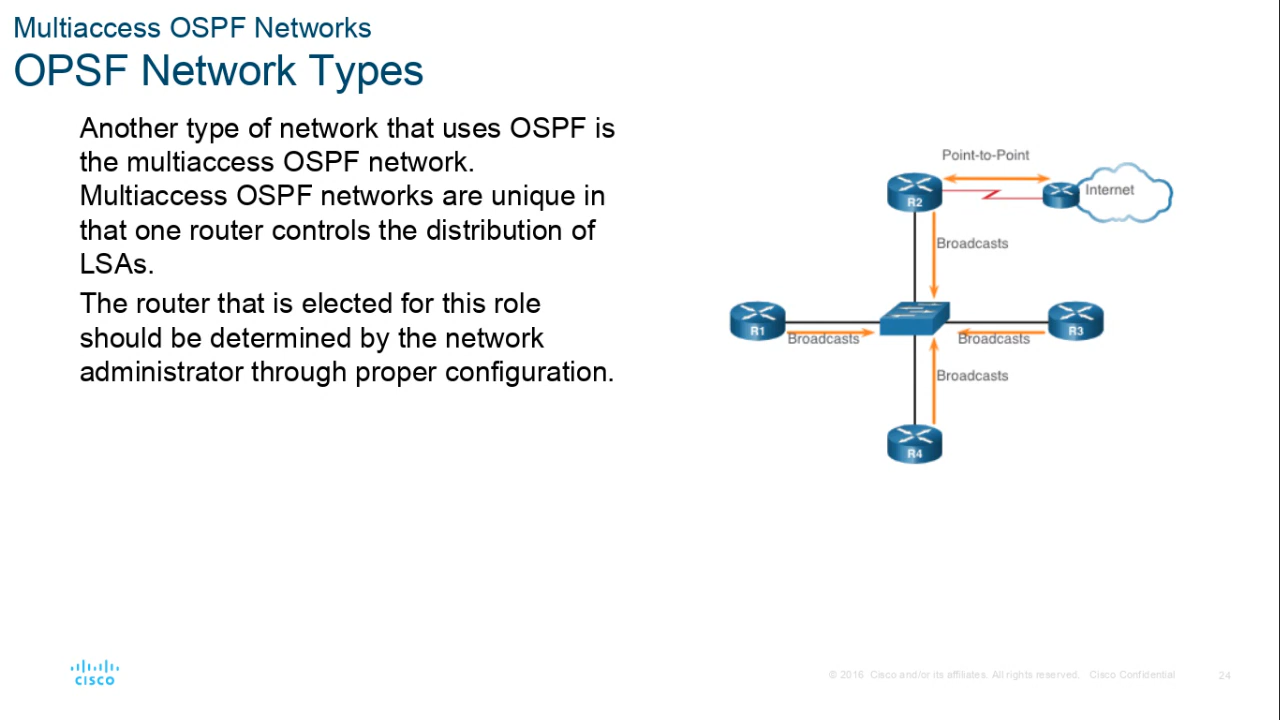 Multiaccess OSPF Networks
OPSF Network Types
Another type of network that uses OSPF is
the multiaccess OSPF network.
Multiaccess OSPF networks are unique in
that one router controls the distribution of
LSAs.
The router that is elected for this role
should be determined by the network
administrator through proper configuration.
Point-to-Point
R2
Internet
Broadcasts
R1
Broadcasts
Broadcasts
R3
Broadcasts
R4
CISCO
© 2016 Cisco and/or its affiliates. All rights reserved. Cisco Confidential
24